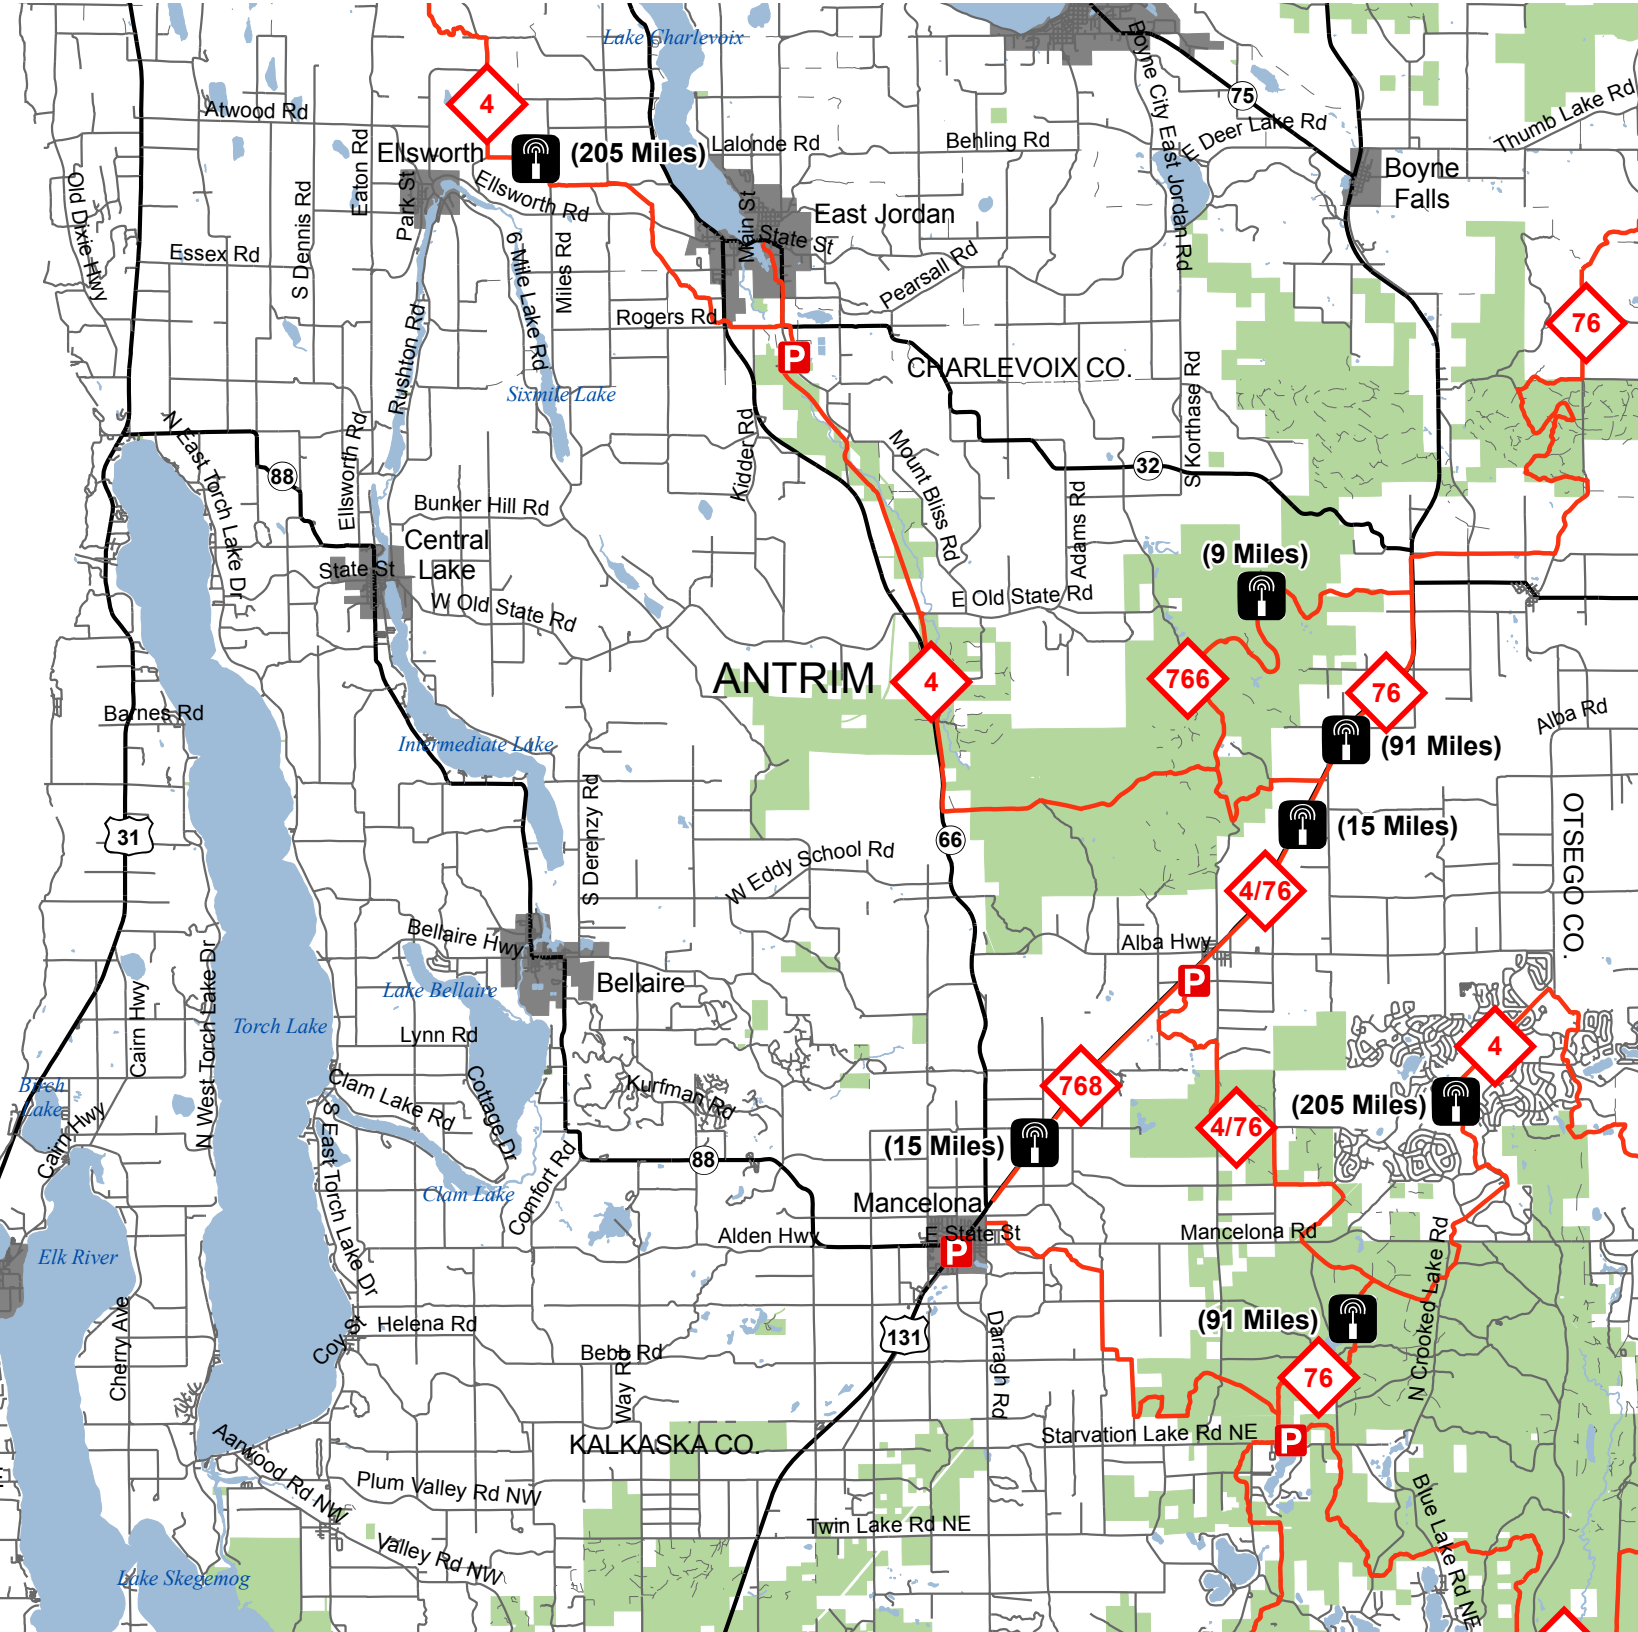 Lake Charlevoix
4
Atwood Rd
75
Boyne City East Jordan Rd
E Deer Lake Rd
Thumb Lake Rd
Eaton Rd
Ellsworth
(205 Miles)
Lalonde Rd
Behling Rd
Boyne
Falls
Old Dixie Hwy
S Dennis Rd
Park St
Ellsworth Rd
Main St
East Jordan
State St
Essex Rd
6 Mile Lake Rd
Miles Rd
Pearsall Rd
Rogers Rd
76
P
Rushton Rd
CHARLEVOIX CO.
Sixmile Lake
S Korthase Rd
N East Torch Lake Dr
Ellsworth Rd
Kidder Rd
Mount Bliss Rd
88
32
Bunker Hill Rd
Adams Rd
Central
Lake
State St
(9 Miles)
W Old State Rd
E Old State Rd
ANTRIM
4
766
76
Barnes Rd
Alba Rd
Intermediate Lake
(91 Miles)
S Derenzy Rd
OTSEGO CO.
31
66
(15 Miles)
W Eddy School Rd
4/76
Bellaire Hwy
Alba Hwy
Bellaire
P
Lake Bellaire
Cairn Hwy
N West Torch Lake Dr
Torch Lake
Lynn Rd
4
Birch
Lake
Clam Lake Rd
Cottage Dr
Kurfman Rd
768
(205 Miles)
Cairn Hwy
S East Torch Lake Dr
4/76
(15 Miles)
88
Clam Lake
Comfort Rd
Mancelona
Alden Hwy
E State St
Mancelona Rd
P
Elk River
N Crooked Lake Rd
Cherry Ave
Coy St
Helena Rd
131
Darragh Rd
(91 Miles)
Bebb Rd
Way Rd
76
Aarwood Rd NW
KALKASKA CO.
Starvation Lake Rd NE
P
Plum Valley Rd NW
Blue Lake Rd NE
Twin Lake Rd NE
Valley Rd NW
Lake Skegemog